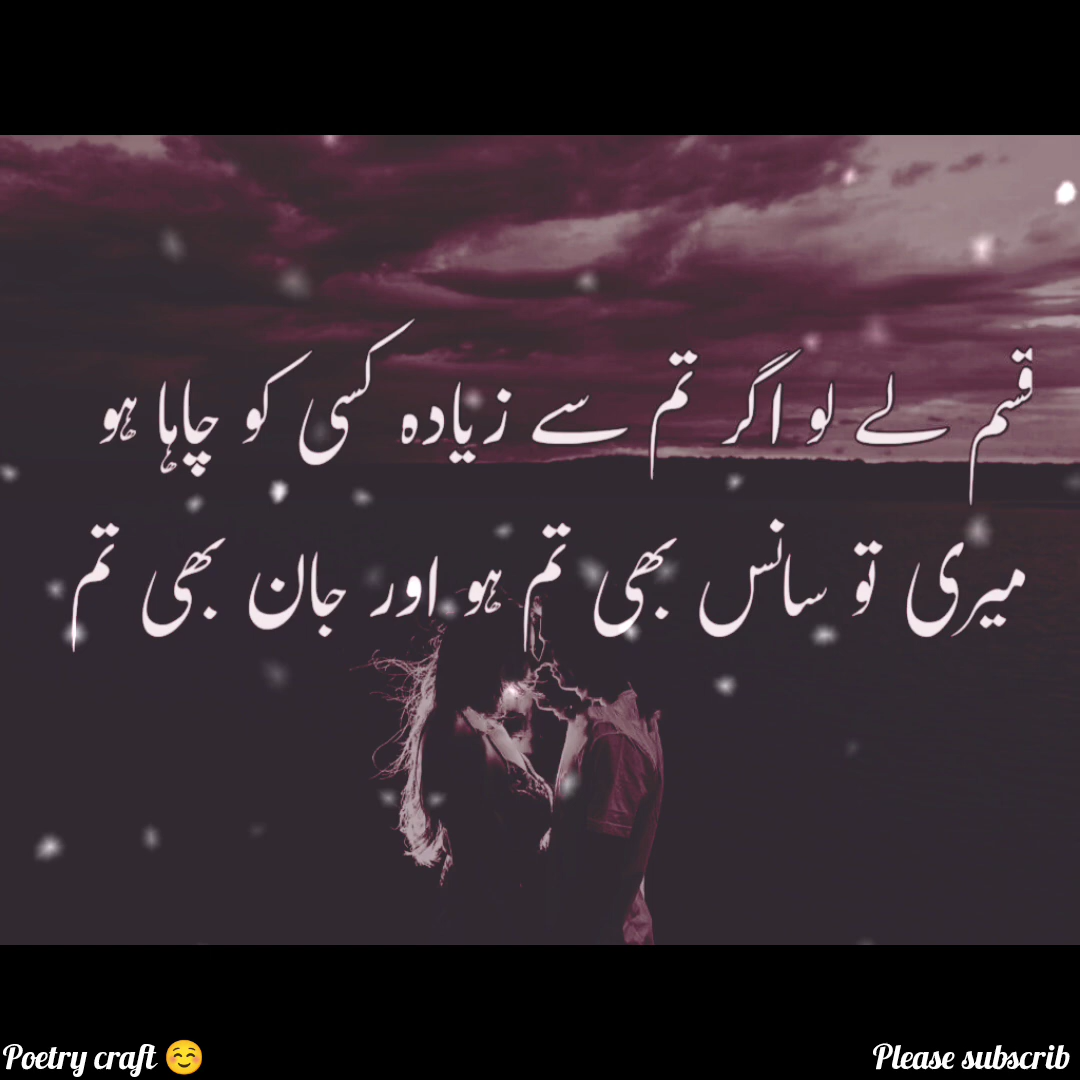 قسم لے لو اگر تم سے زیادہ کسی کو چاہا ہو
میری تو سانس بھی تم ہو اور جان بھی تم
Poetry craft ☺️
Please subscrib